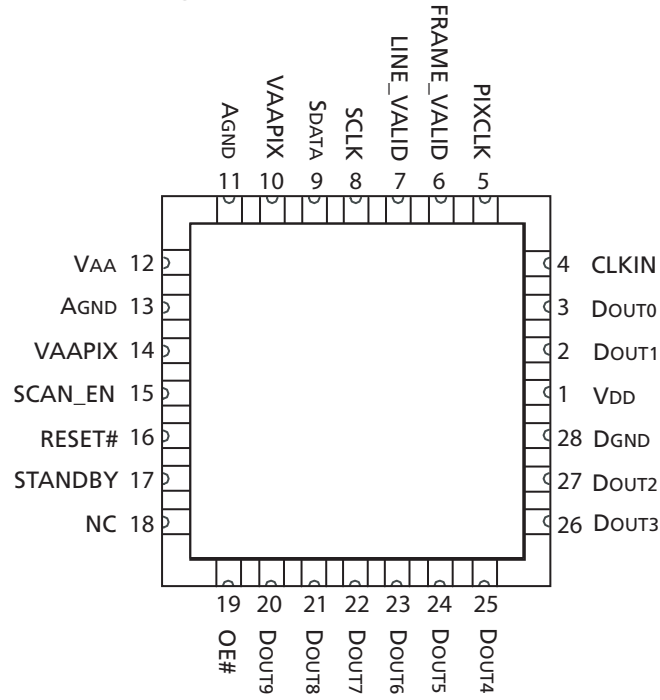 FRAME_VALID
LINE_VALID
PIXCLK
VAAPIX
SDATA
SCLK
AGND
11 10 9 8 7 6 5
VAA 12
AGND 13
VAAPIX 14
SCAN_EN 15
RESET# 16
STANDBY 17
NC 18
4 CLKIN
3 DOUT0
2 DOUT1
1 VDD
28 DGND
27 DOUT2
26 DOUT3
19 20 21 22 23 24 25
OE#
DOUT9
DOUT8
DOUT7
DOUT6
DOUT5
DOUT4